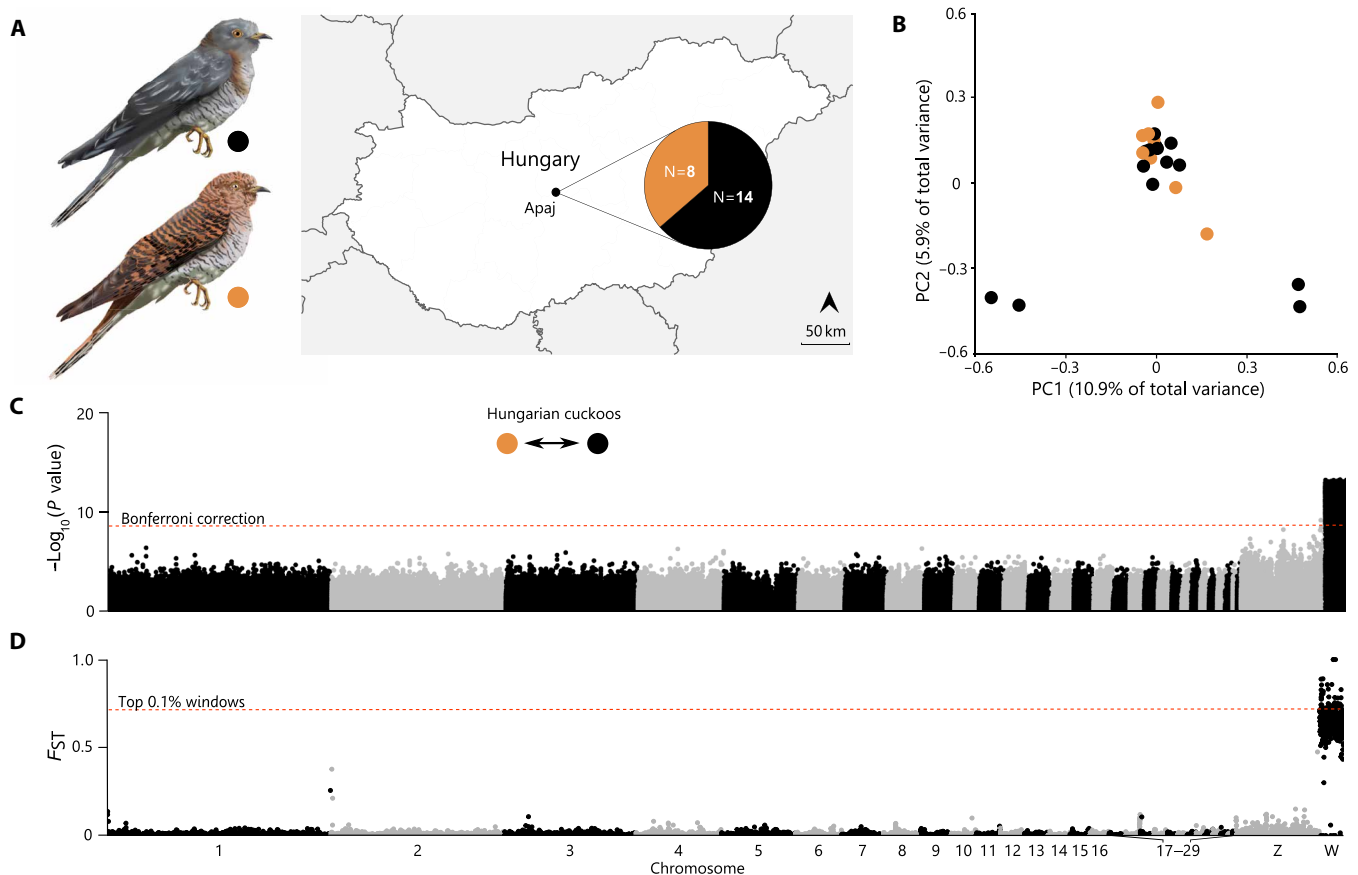 A
Hungary
Apaj
N=8
N=14
50 km
B
0.6
0.3
0
−0.3
−0.6
PC2 (5.9% of total variance)
−0.6
−0.3
0
0.3
0.6
PC1 (10.9% of total variance)
C
Hungarian cuckoos
20
10
0
−Log10(P value)
Bonferroni correction
D
1.0
0.5
0
FST
Top 0.1% windows
1 2 3 4 5 6 7 8 9 10 11 12 13 14 15 16 17–29 Z W
Chromosome